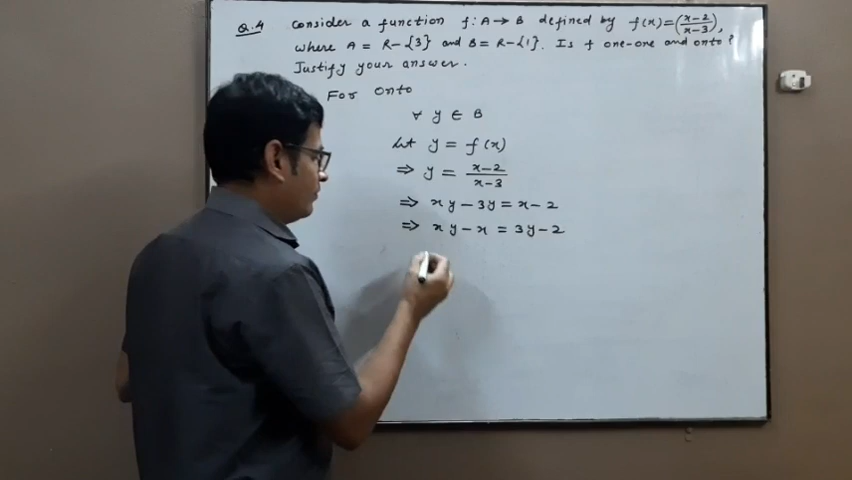 Q.4 Consider a function f: A → B defined by f(x) = (x-2/x-3),
where A = R-{3} and B = R-{1}. Is f one-one and onto?
Justify your answer.
For onto
∀ y ∈ B
Let y = f(x)
⇒ y = x-2/x-3
⇒ xy-3y = x-2
⇒ xy-x = 3y-2